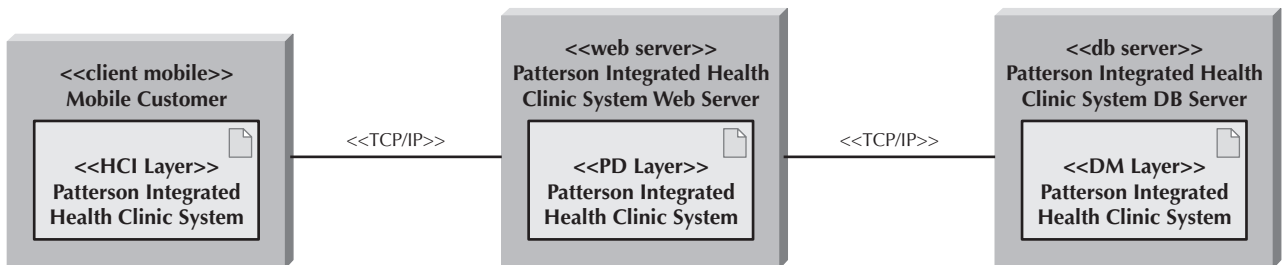 <<client mobile>>
Mobile Customer
<<HCI Layer>>
Patterson Integrated
Health Clinic System
<<TCP/IP>>
<<web server>>
Patterson Integrated Health
Clinic System Web Server
<<PD Layer>>
Patterson Integrated
Health Clinic System
<<TCP/IP>>
<<db server>>
Patterson Integrated Health
Clinic System DB Server
<<DM Layer>>
Patterson Integrated
Health Clinic System